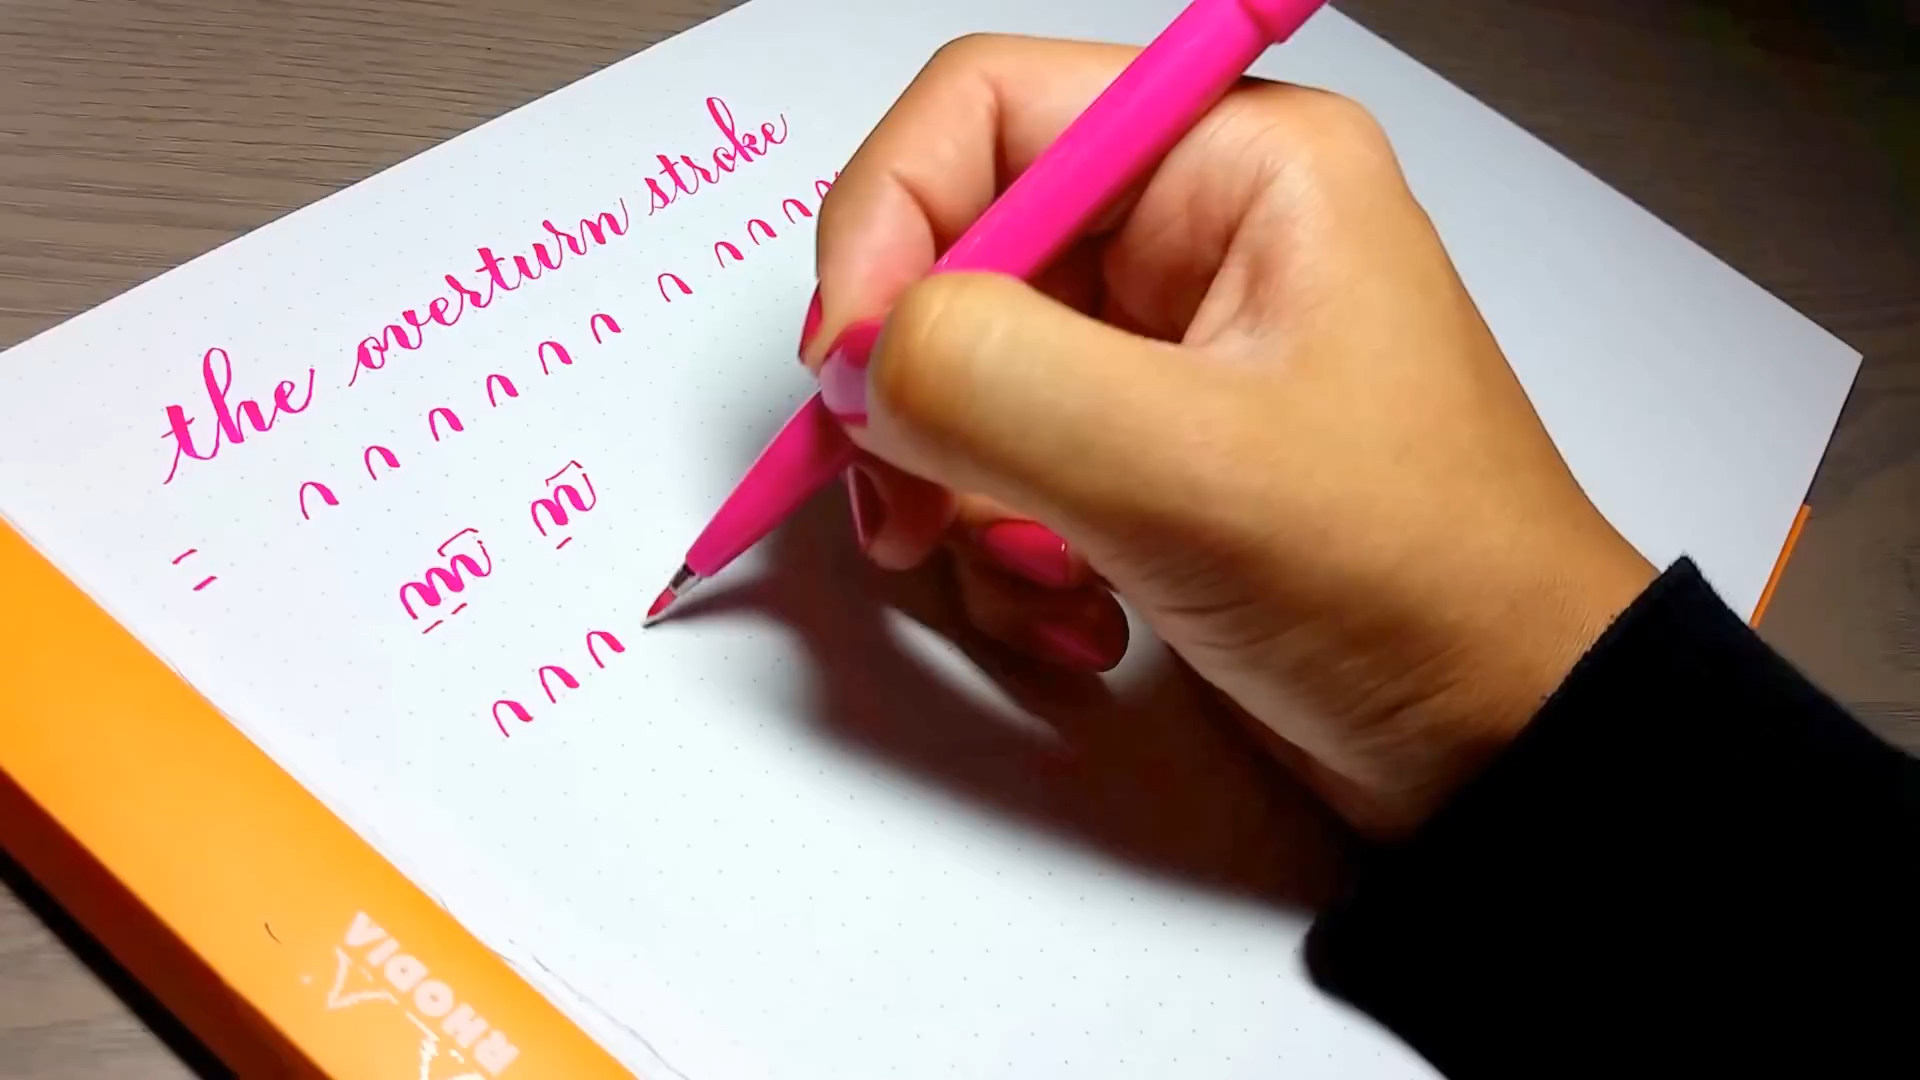 the overturn stroke
n n n n n n n n n n n
m n
n n n
RHODIA